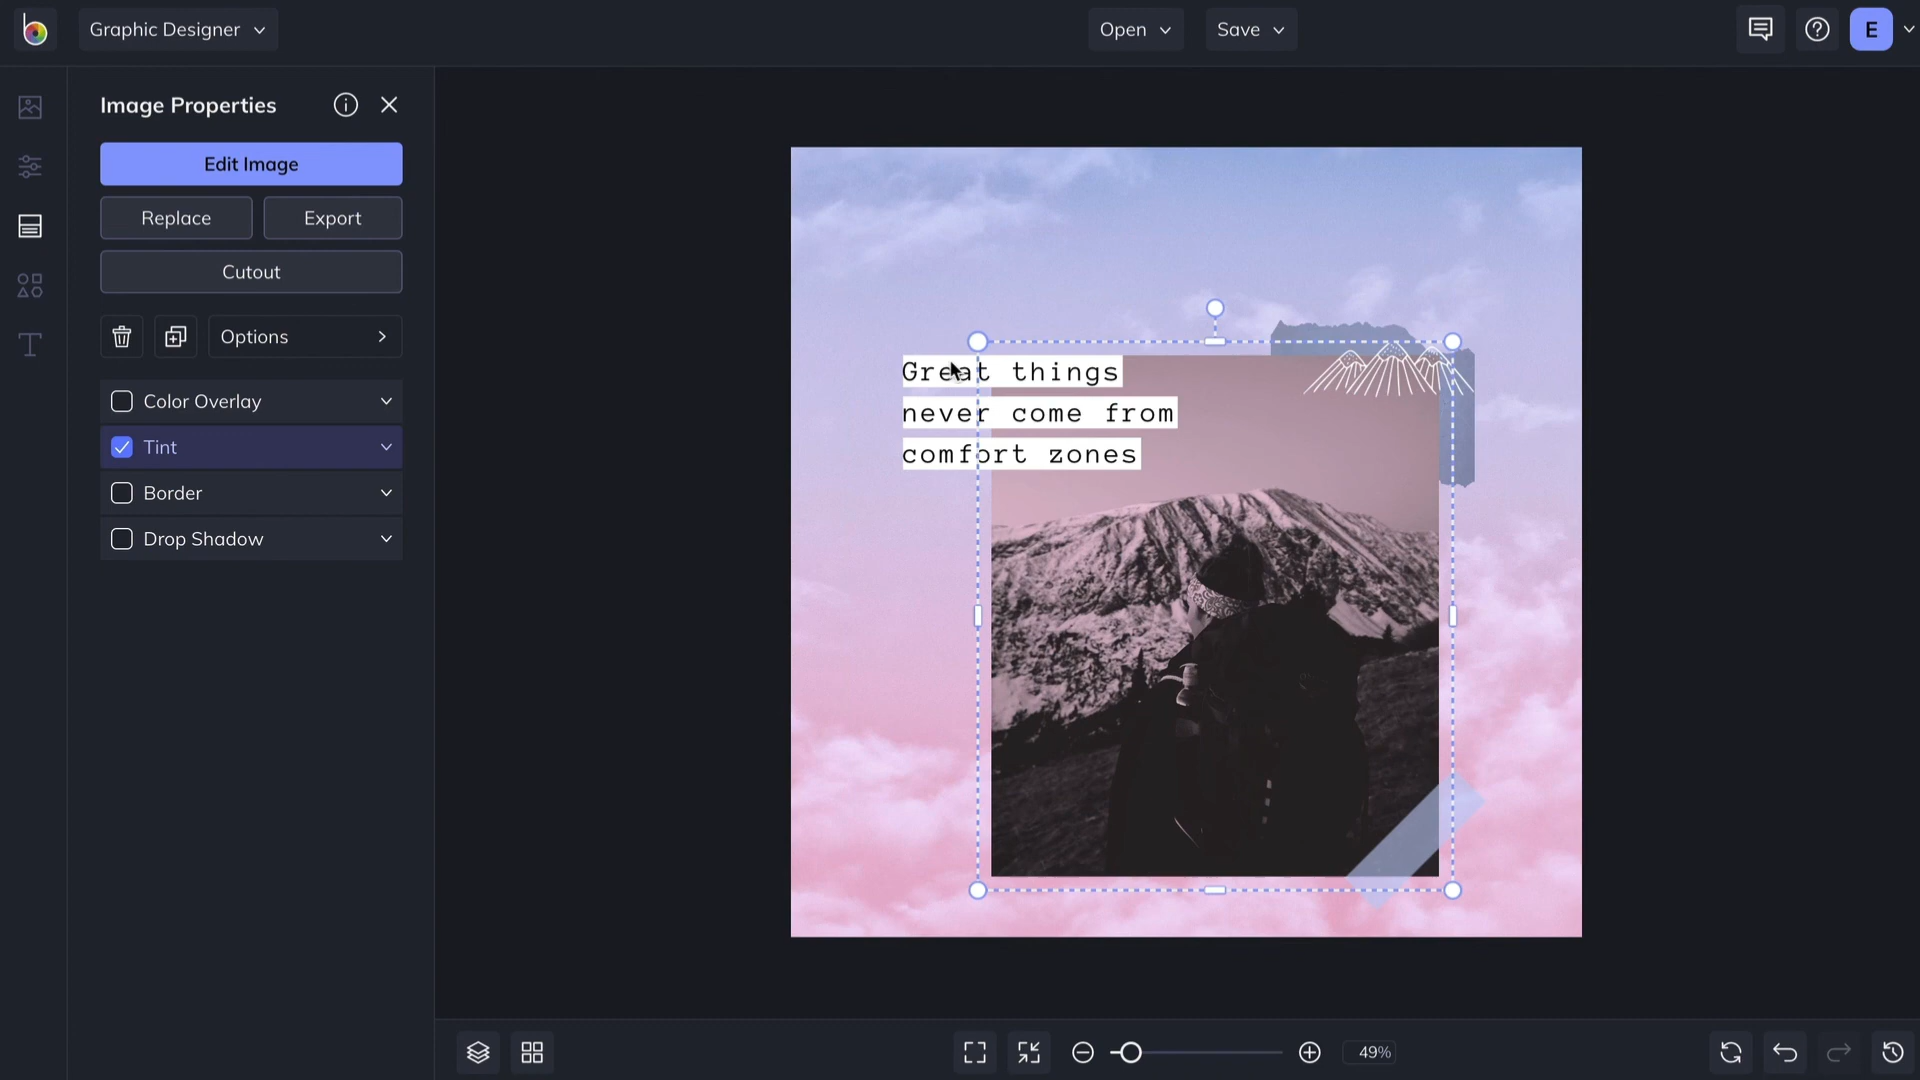 Graphic Designer
Open
Save
E
Image Properties
Edit Image
Replace
Export
Cutout
Options
Color Overlay
Tint
Border
Drop Shadow
Great things
never come from
comfort zones
49%